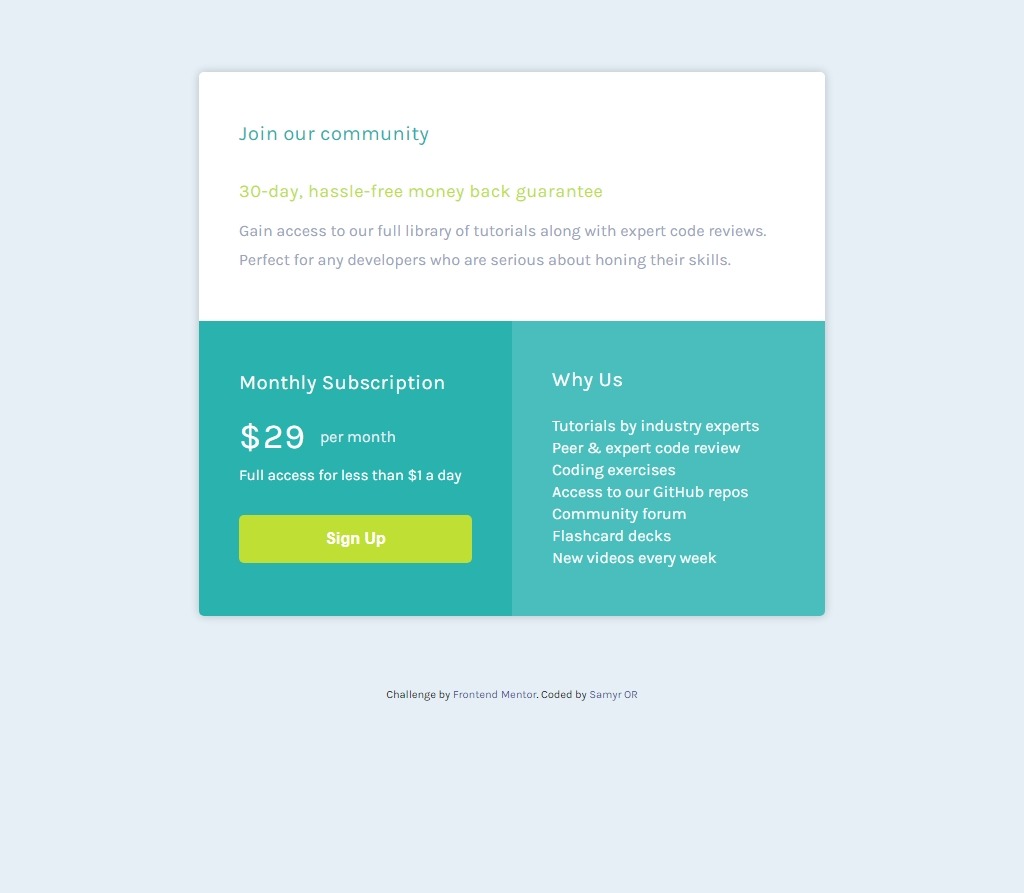 Join our community
30-day, hassle-free money back guarantee
Gain access to our full library of tutorials along with expert code reviews.
Perfect for any developers who are serious about honing their skills.
Monthly Subscription
$29 per month
Full access for less than $1 a day
Sign Up
Why Us
Tutorials by industry experts
Peer & expert code review
Coding exercises
Access to our GitHub repos
Community forum
Flashcard decks
New videos every week
Challenge by Frontend Mentor. Coded by Samyr OR